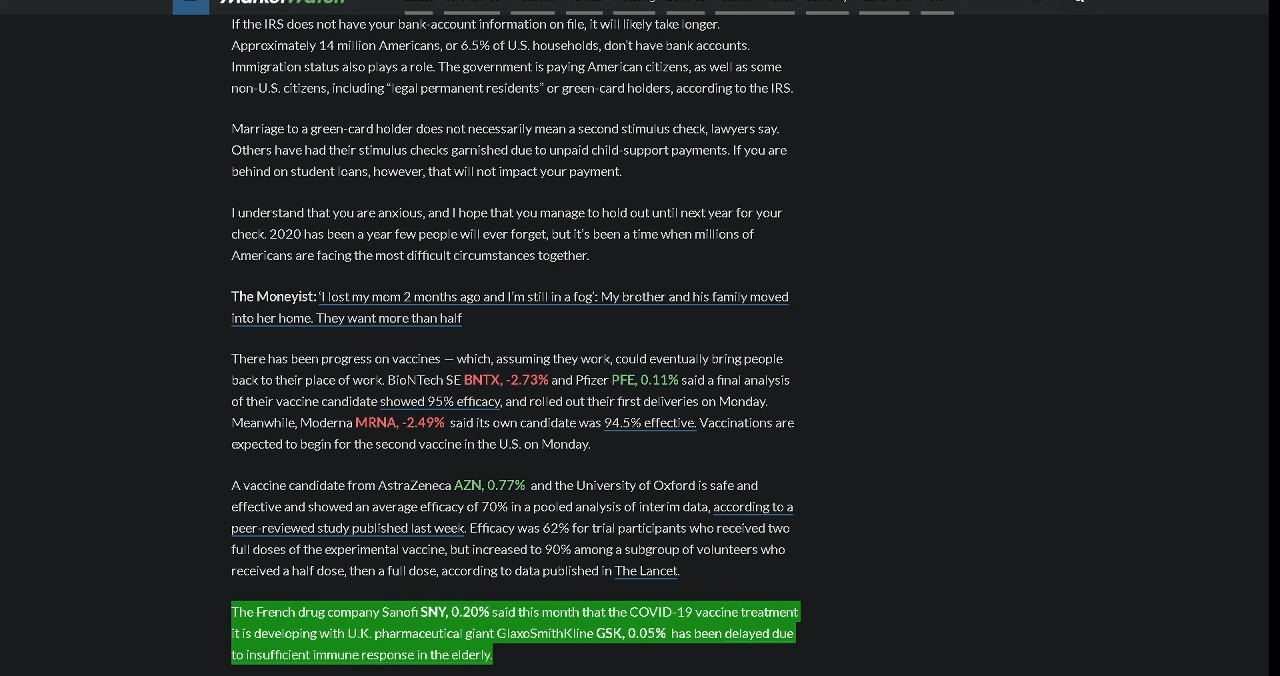 MarketWatch
If the IRS does not have your bank-account information on file, it will likely take longer.
Approximately 14 million Americans, or 6.5% of U.S. households, don’t have bank accounts.
Immigration status also plays a role. The government is paying American citizens, as well as some
non-U.S. citizens, including “legal permanent residents” or green-card holders, according to the IRS.
Marriage to a green-card holder does not necessarily mean a second stimulus check, lawyers say.
Others have had their stimulus checks garnished due to unpaid child-support payments. If you are
behind on student loans, however, that will not impact your payment.
I understand that you are anxious, and I hope that you manage to hold out until next year for your
check. 2020 has been a year few people will ever forget, but it’s been a time when millions of
Americans are facing the most difficult circumstances together.
The Moneyist: ‘I lost my mom 2 months ago and I’m still in a fog’: My brother and his family moved
into her home. They want more than half
There has been progress on vaccines — which, assuming they work, could eventually bring people
back to their place of work. BioNTech SE BNTX, -2.73% and Pfizer PFE, 0.11% said a final analysis
of their vaccine candidate showed 95% efficacy, and rolled out their first deliveries on Monday.
Meanwhile, Moderna MRNA, -2.49% said its own candidate was 94.5% effective. Vaccinations are
expected to begin for the second vaccine in the U.S. on Monday.
A vaccine candidate from AstraZeneca AZN, 0.77% and the University of Oxford is safe and
effective and showed an average efficacy of 70% in a pooled analysis of interim data, according to a
peer-reviewed study published last week. Efficacy was 62% for trial participants who received two
full doses of the experimental vaccine, but increased to 90% among a subgroup of volunteers who
received a half dose, then a full dose, according to data published in The Lancet.
The French drug company Sanofi SNY, 0.20% said this month that the COVID-19 vaccine treatment
it is developing with U.K. pharmaceutical giant GlaxoSmithKline GSK, 0.05% has been delayed due
to insufficient immune response in the elderly.